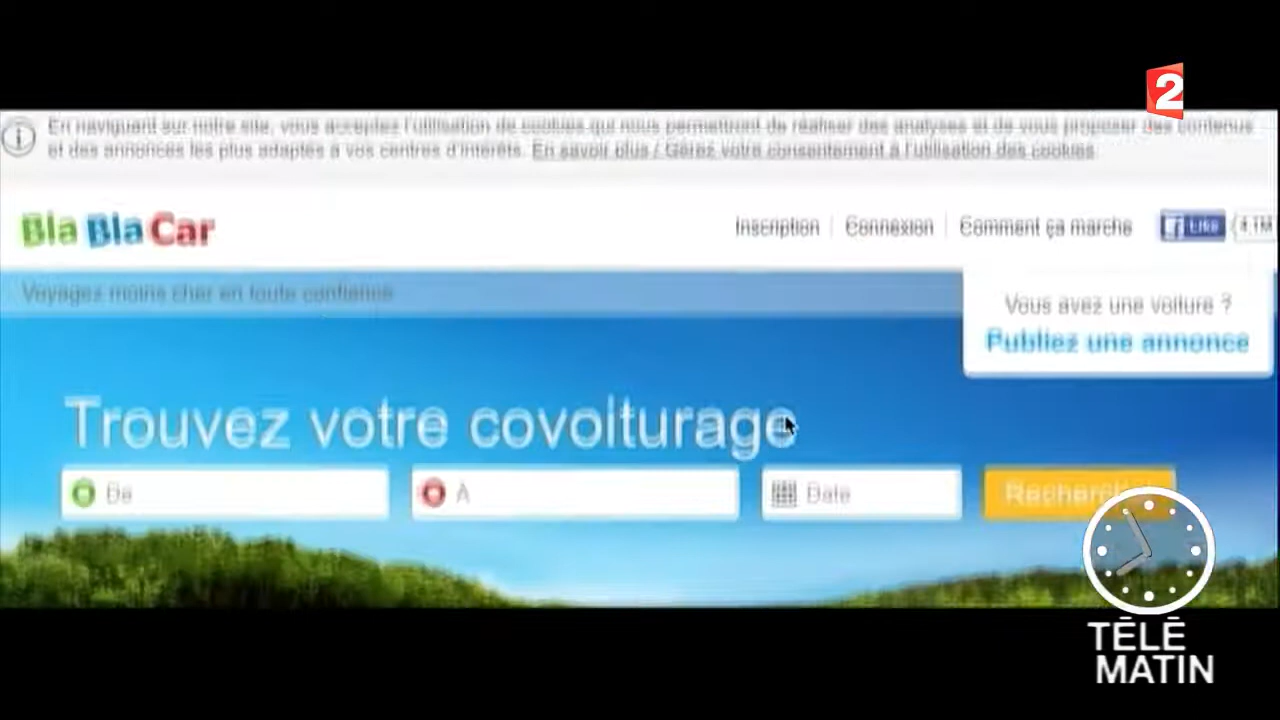 2
En naviguant sur notre site, vous acceptez l'utilisation de cookies qui nous permettront de réaliser des analyses et de vous proposer des contenus
et des annonces les plus adaptés à vos centres d'intérêts. En savoir plus / Gérez votre consentement à l'utilisation des cookies
BlaBlaCar
Inscription Connexion Comment ça marche Like 4.1M
Voyagez moins cher en toute confiance
Vous avez une voiture ?
Publiez une annonce
Trouvez votre covoiturage
De À Date
TÉLÉ
MATIN